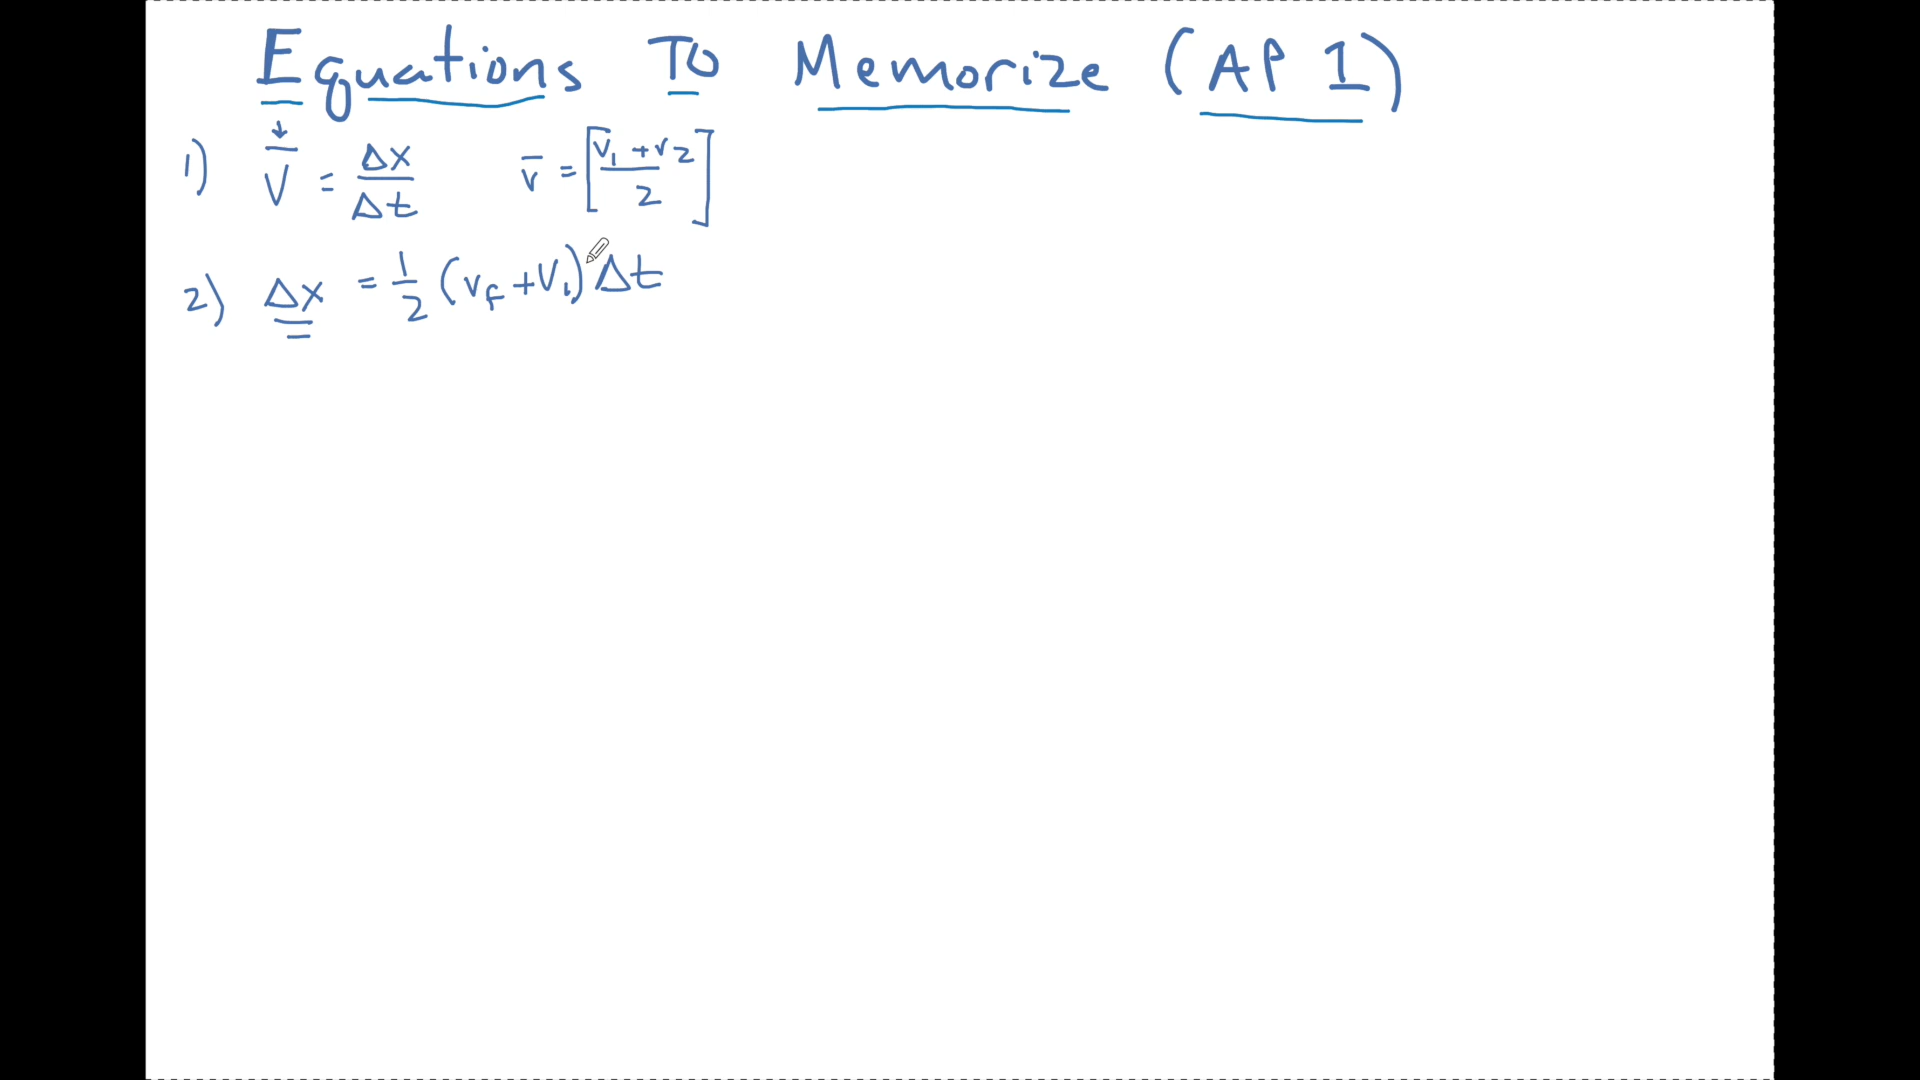 Equations To Memorize (AP 1)
1) V̅ = Δx/Δt v̅ = [(v₁ + v2)/2]
2) Δx = 1/2 (vf + Vi) Δt